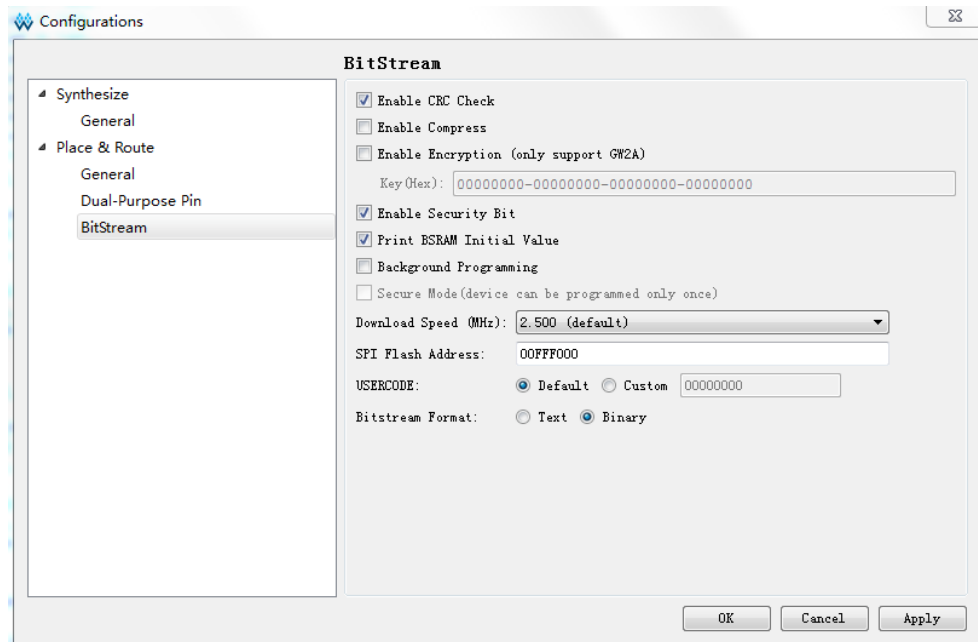 Configurations
BitStream
Synthesize
General
Place & Route
General
Dual-Purpose Pin
BitStream
Enable CRC Check
Enable Compress
Enable Encryption (only support GW2A)
Key(Hex): 00000000-00000000-00000000-00000000
Enable Security Bit
Print BSRAM Initial Value
Background Programming
Secure Mode(device can be programmed only once)
Download Speed (MHz): 2.500 (default)
SPI Flash Address: 00FFF000
USERCODE: Default Custom 00000000
Bitstream Format: Text Binary
OK Cancel Apply